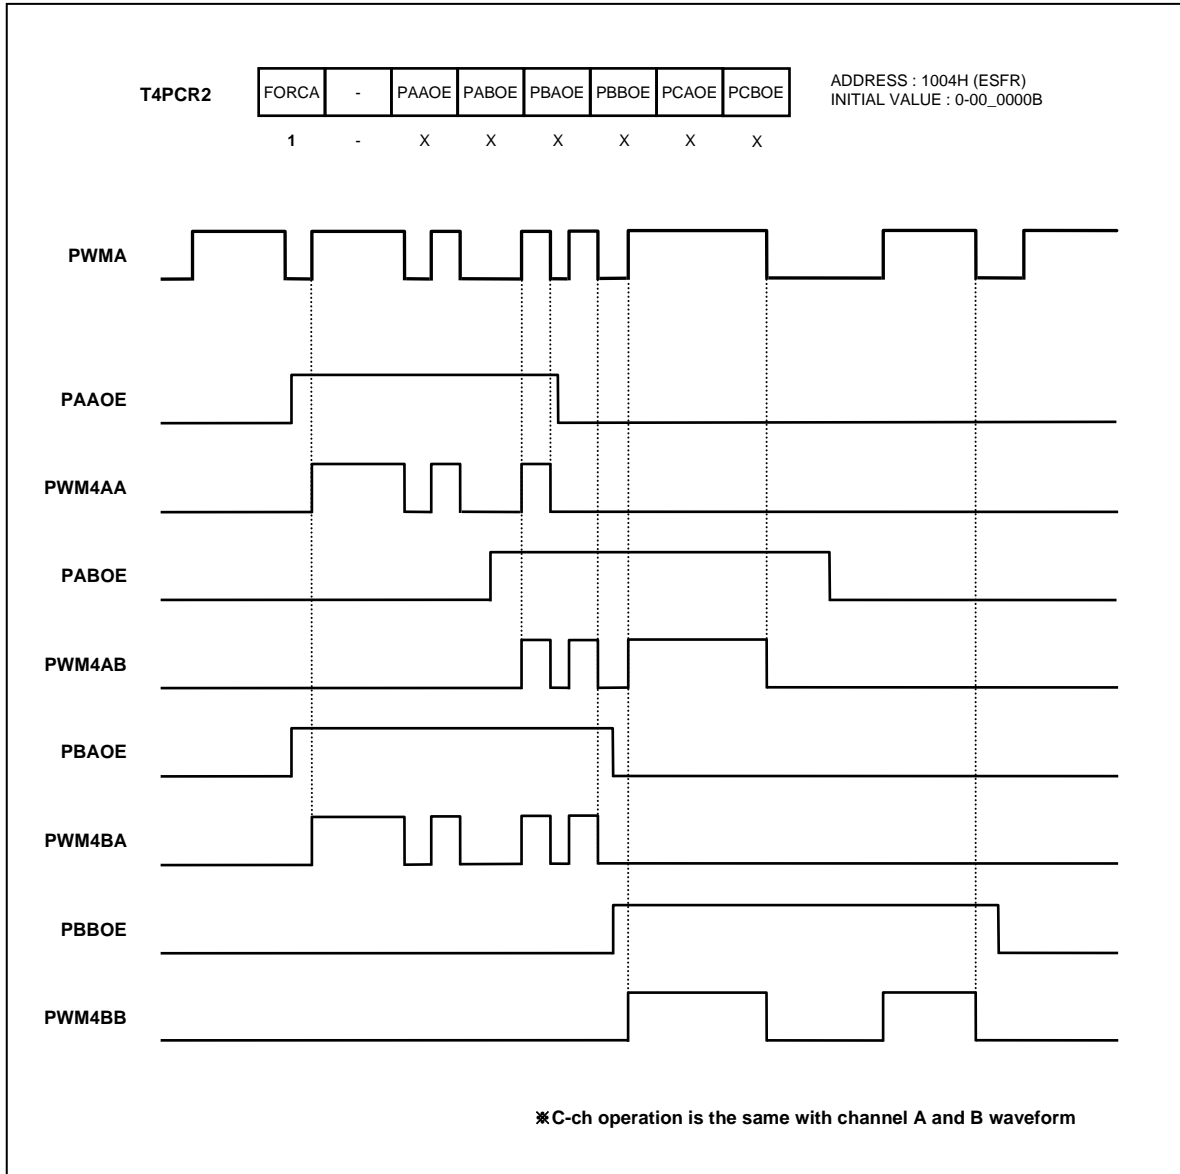 T4PCR2 FORCA - PAAOE PABOE PBAOE PBBOE PCAOE PCBOE ADDRESS : 1004H (ESFR)
INITIAL VALUE : 0-00_0000B
1 - X X X X X X
PWMA
PAAOE
PWM4AA
PABOE
PWM4AB
PBAOE
PWM4BA
PBBOE
PWM4BB
※C-ch operation is the same with channel A and B waveform